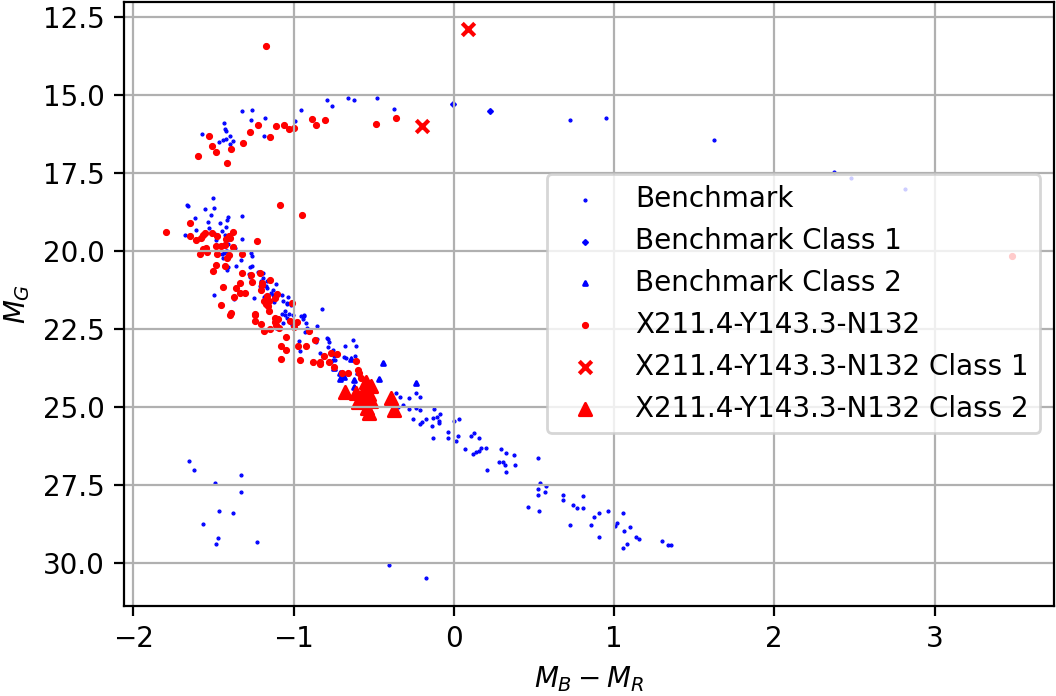 12.5
15.0
17.5
20.0
22.5
25.0
27.5
30.0
M_G
Benchmark
Benchmark Class 1
Benchmark Class 2
X211.4-Y143.3-N132
X211.4-Y143.3-N132 Class 1
X211.4-Y143.3-N132 Class 2
−2 −1 0 1 2 3
M_B − M_R